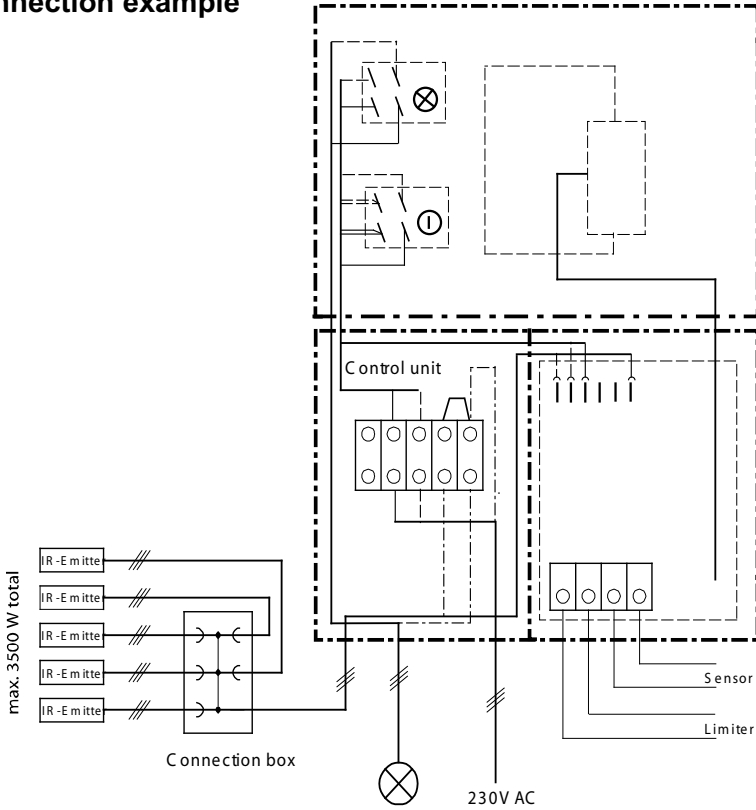 nnection example
Control unit
IR-Emitte
IR-Emitte
IR-Emitte
IR-Emitte
IR-Emitte
max. 3500 W total
Connection box
230V AC
Sensor
Limiter